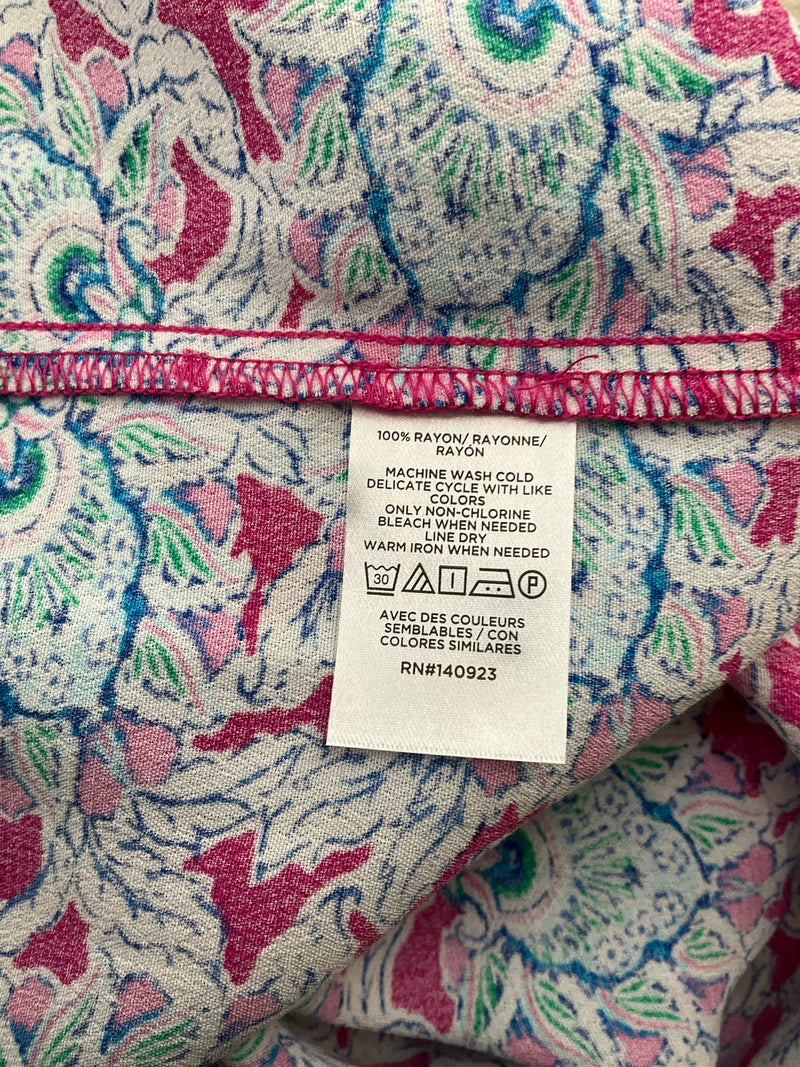 100% RAYON/ RAYONNE/
RAYÓN
MACHINE WASH COLD
DELICATE CYCLE WITH LIKE
COLORS
ONLY NON-CHLORINE
BLEACH WHEN NEEDED
LINE DRY
WARM IRON WHEN NEEDED
30 P
AVEC DES COULEURS
SEMBLABLES / CON
COLORES SIMILARES
RN#140923